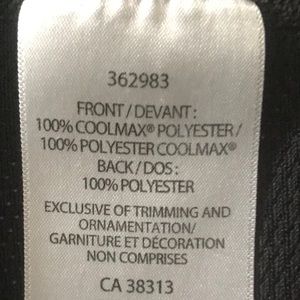 362983
FRONT / DEVANT :
100% COOLMAX® POLYESTER /
100% POLYESTER COOLMAX®
BACK / DOS :
100% POLYESTER
EXCLUSIVE OF TRIMMING AND
ORNAMENTATION/
GARNITURE ET DÉCORATION
NON COMPRISES
CA 38313